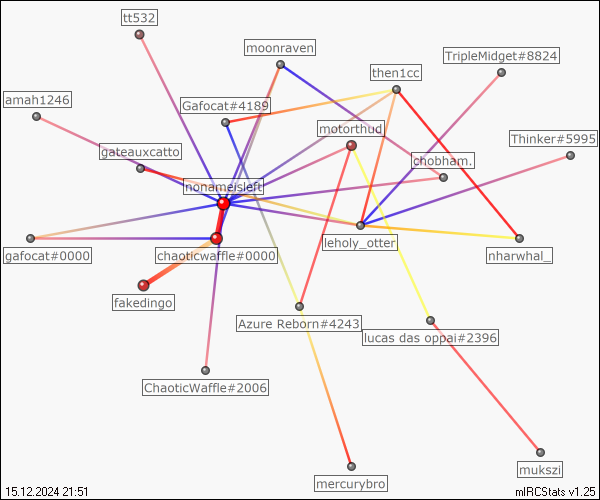 tt532
moonraven
TripleMidget#8824
then1cc
amah1246
Gafocat#4189
motorthud
Thinker#5995
gateauxcatto
chobham.
nonameisleft
leholy_otter
gafocat#0000
chaoticwaffle#0000
nharwhal_
fakedingo
Azure Reborn#4243
lucas das oppai#2396
ChaoticWaffle#2006
mukszi
mercurybro
15.12.2024 21:51
mIRCStats v1.25